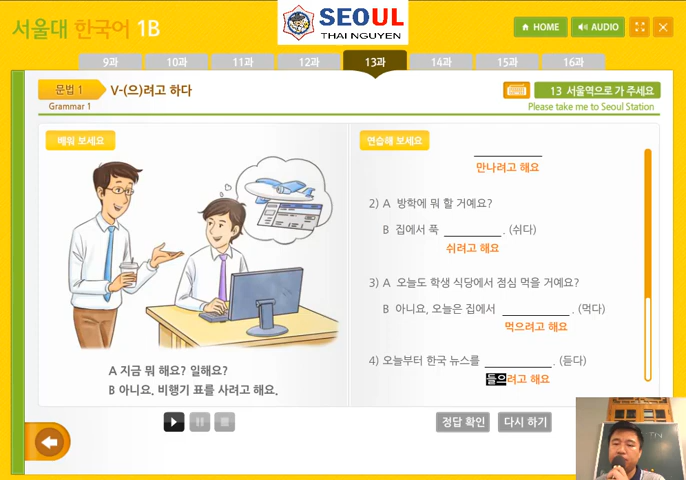 서울대 한국어 1B
SEOUL
THAI NGUYEN
HOME
AUDIO
9과
10과
11과
12과
13과
14과
15과
16과
문법 1
Grammar 1
V-(으)려고 하다
13 서울역으로 가 주세요
Please take me to Seoul Station
배워 보세요
A 지금 뭐 해요? 일해요?
B 아니요. 비행기 표를 사려고 해요.
연습해 보세요
만나려고 해요
2) A 방학에 뭐 할 거예요?
B 집에서 푹 ________. (쉬다)
쉬려고 해요
3) A 오늘도 학생 식당에서 점심 먹을 거예요?
B 아니요, 오늘은 집에서 ________. (먹다)
먹으려고 해요
4) 오늘부터 한국 뉴스를 ________. (듣다)
들으려고 해요
정답 확인
다시 하기
TN